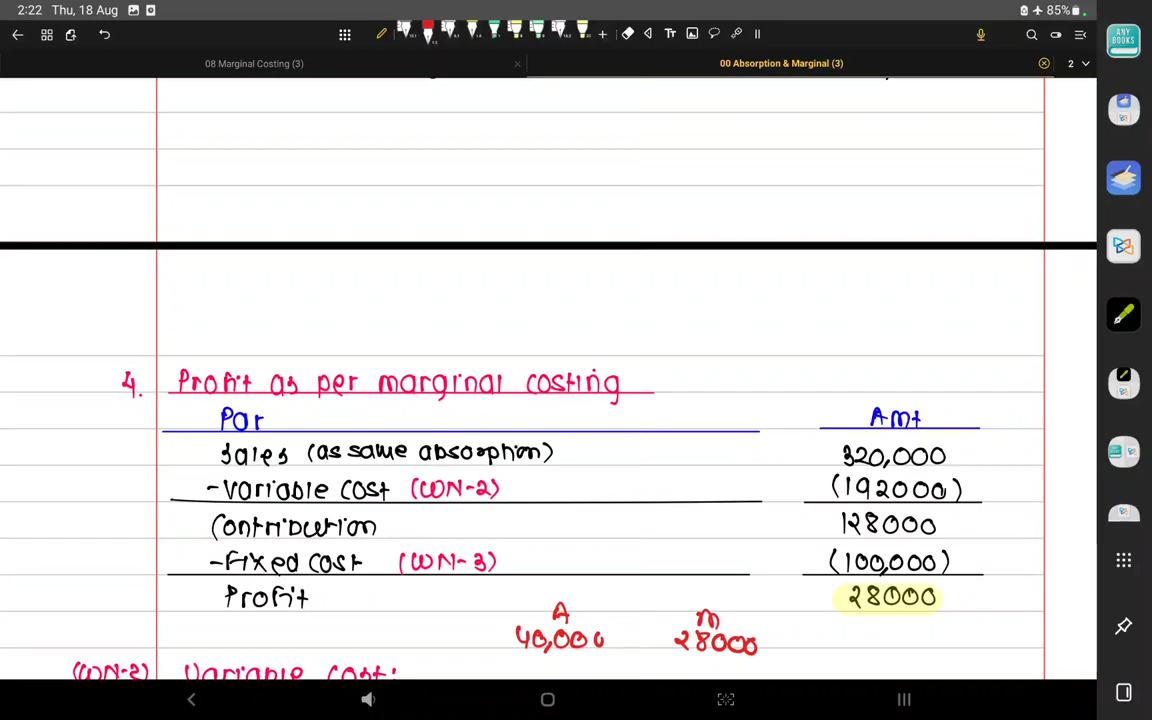 2:22 Thu, 18 Aug 85%
08 Marginal Costing (3) 00 Absorption & Marginal (3) 2
ANY BOOKS
4. Profit as per marginal costing
Par Amt
Sales (as same absorption) 320,000
-Variable cost (WN-2) (192000)
Contribution 128000
-Fixed cost (WN-3) (100,000)
Profit 28000
A M
40,000 28000
(WN-2) Variable cost: